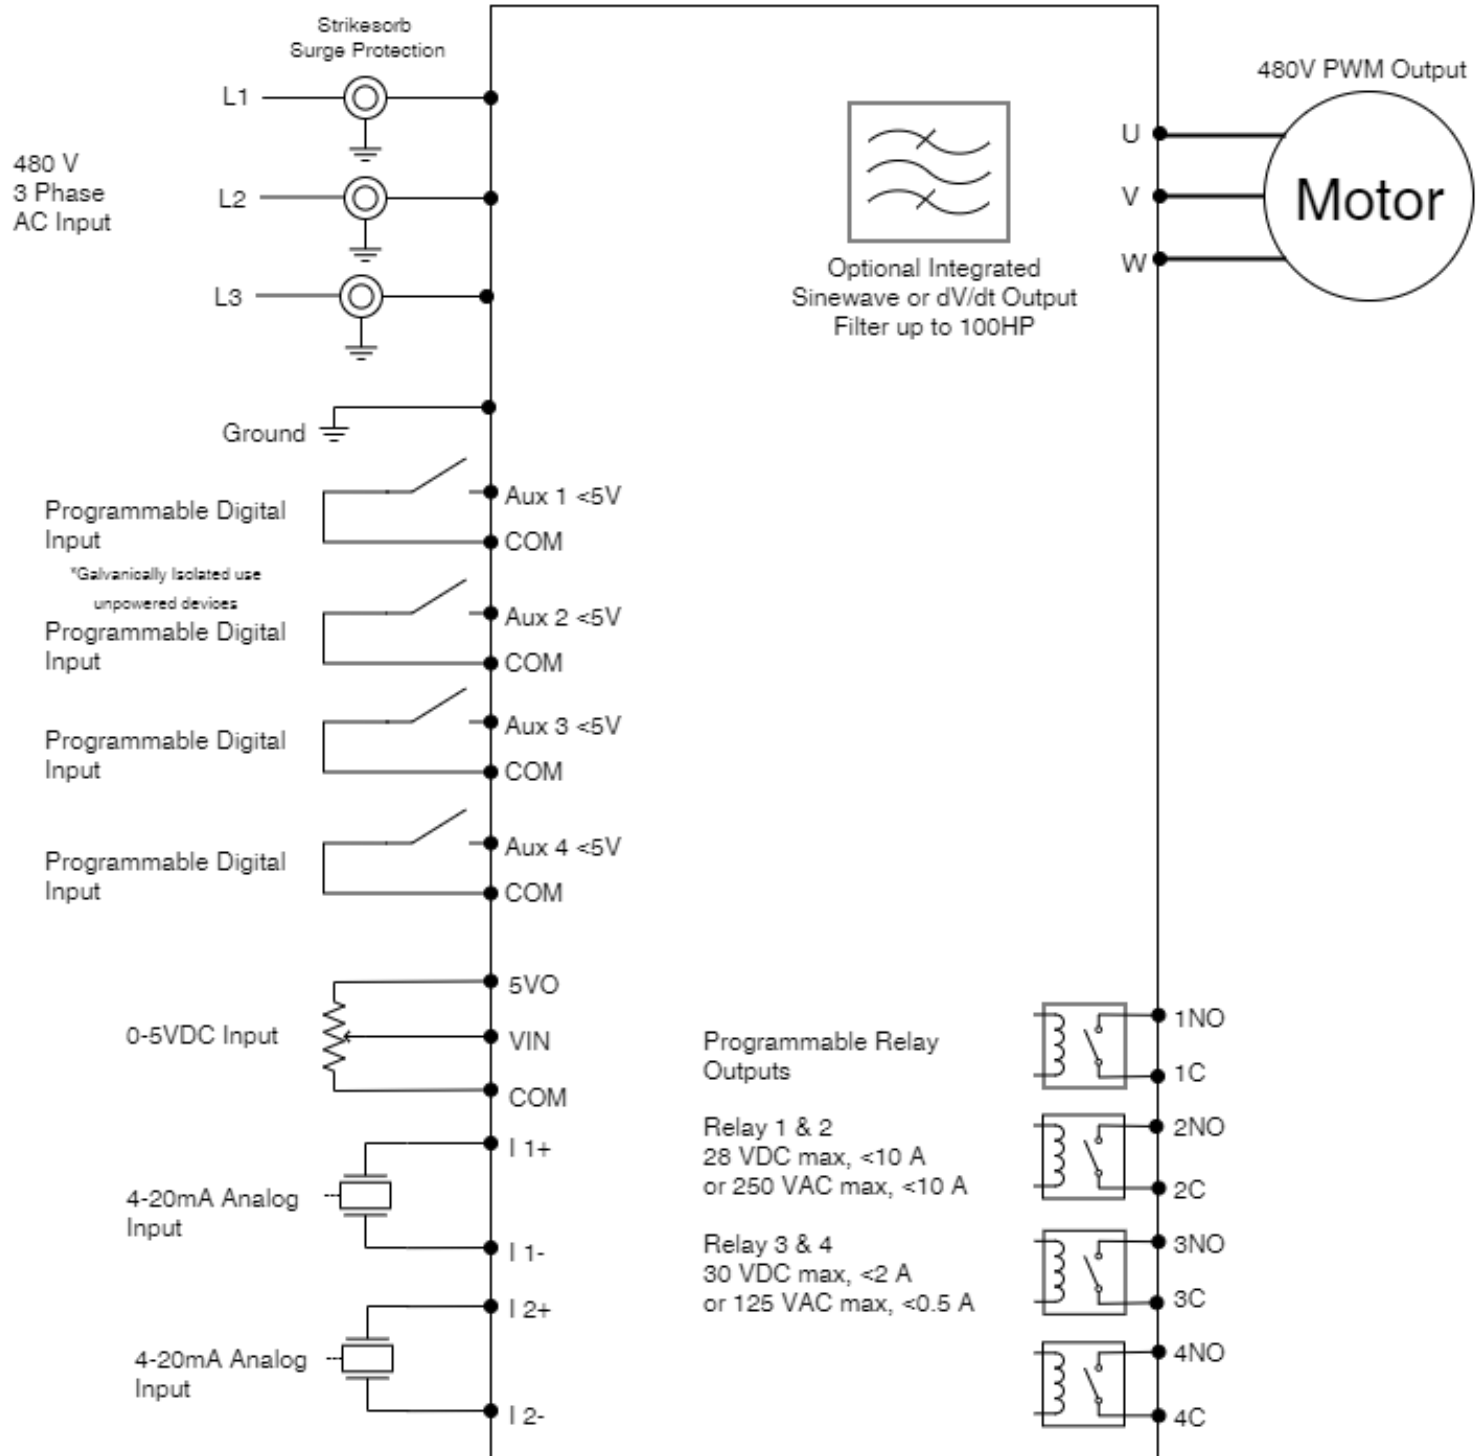 Strikesorb
Surge Protection
L1
480 V
3 Phase
AC Input
L2
L3
Ground
480V PWM Output
U
V
W
Motor
Optional Integrated
Sinewave or dV/dt Output
Filter up to 100HP
Programmable Digital
Input
Aux 1 <5V
COM
*Galvanically Isolated use
unpowered devices
Programmable Digital
Input
Aux 2 <5V
COM
Programmable Digital
Input
Aux 3 <5V
COM
Programmable Digital
Input
Aux 4 <5V
COM
0-5VDC Input
5VO
VIN
COM
4-20mA Analog
Input
I 1+
I 1-
4-20mA Analog
Input
I 2+
I 2-
Programmable Relay
Outputs
Relay 1 & 2
28 VDC max, <10 A
or 250 VAC max, <10 A
Relay 3 & 4
30 VDC max, <2 A
or 125 VAC max, <0.5 A
1NO
1C
2NO
2C
3NO
3C
4NO
4C